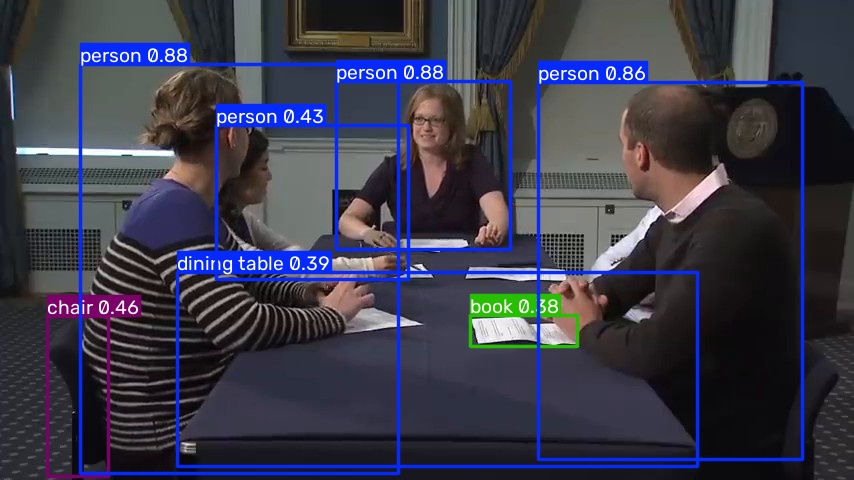 person 0.88
person 0.88
person 0.86
person 0.43
dining table 0.39
chair 0.46
book 0.38